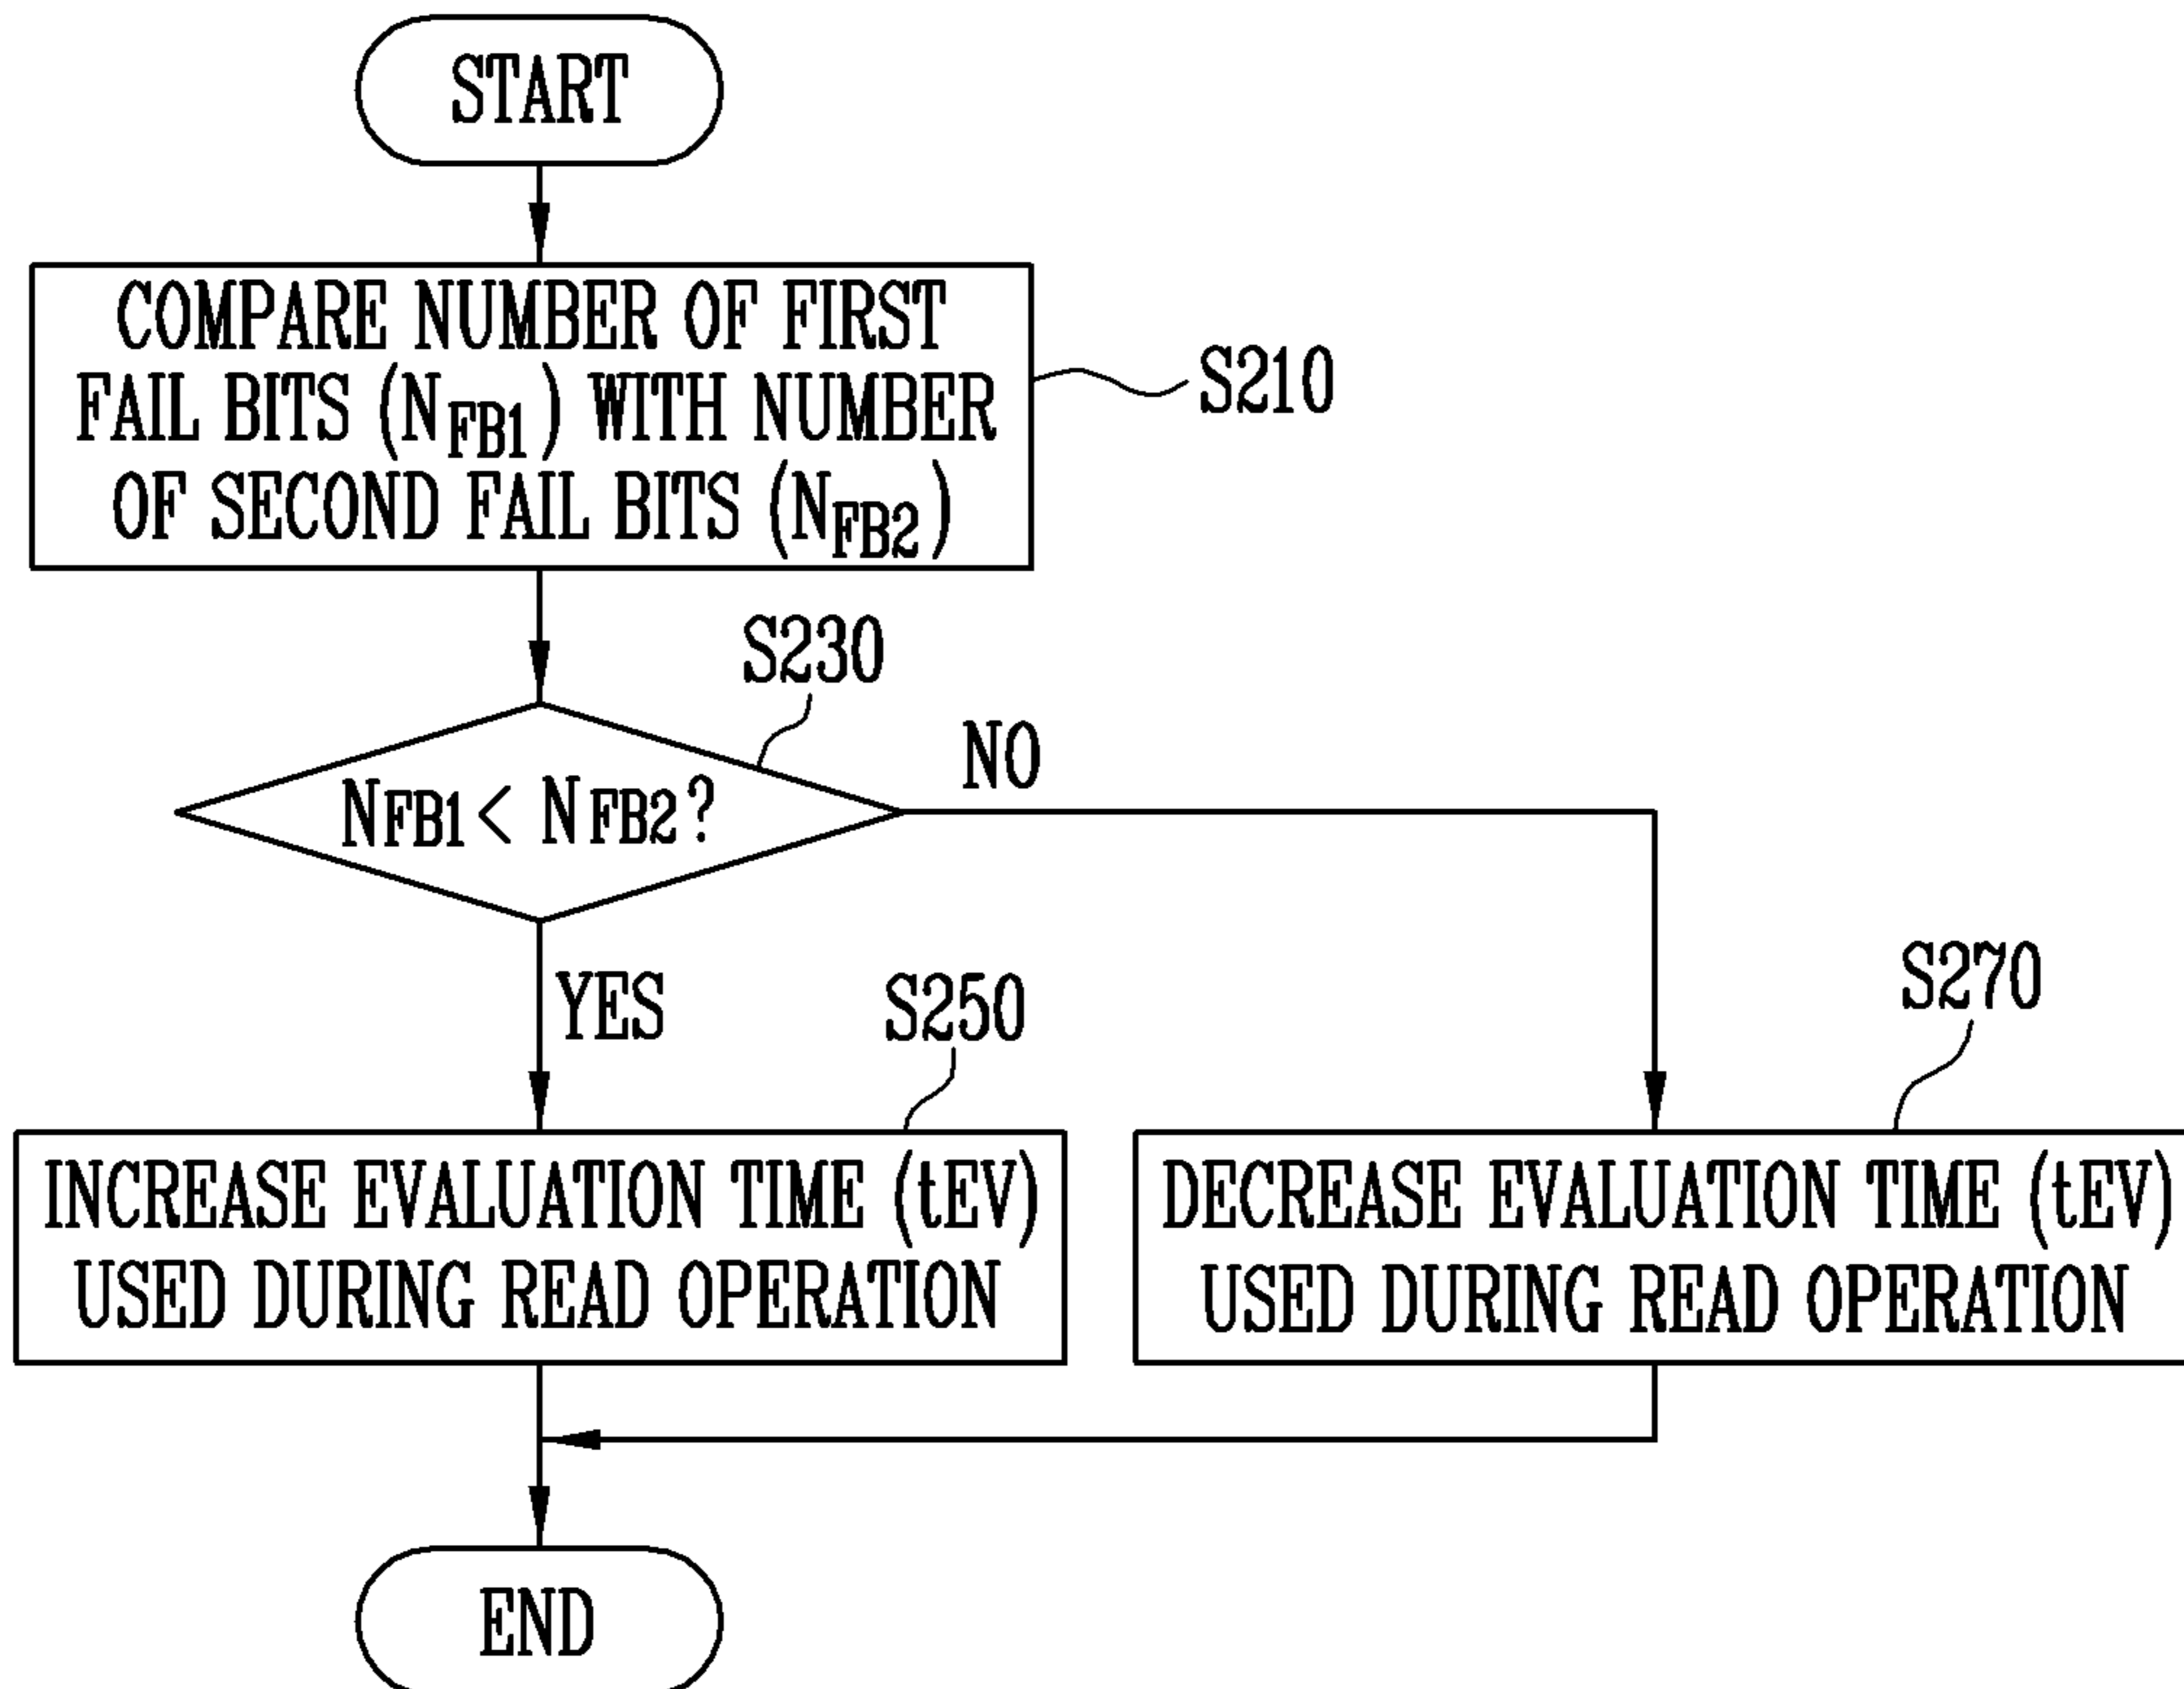 START
COMPARE NUMBER OF FIRST
FAIL BITS (NFB1) WITH NUMBER
OF SECOND FAIL BITS (NFB2)
S210
S230
NFB1 < NFB2?
NO
YES
S250
S270
INCREASE EVALUATION TIME (tEV)
USED DURING READ OPERATION
DECREASE EVALUATION TIME (tEV)
USED DURING READ OPERATION
END